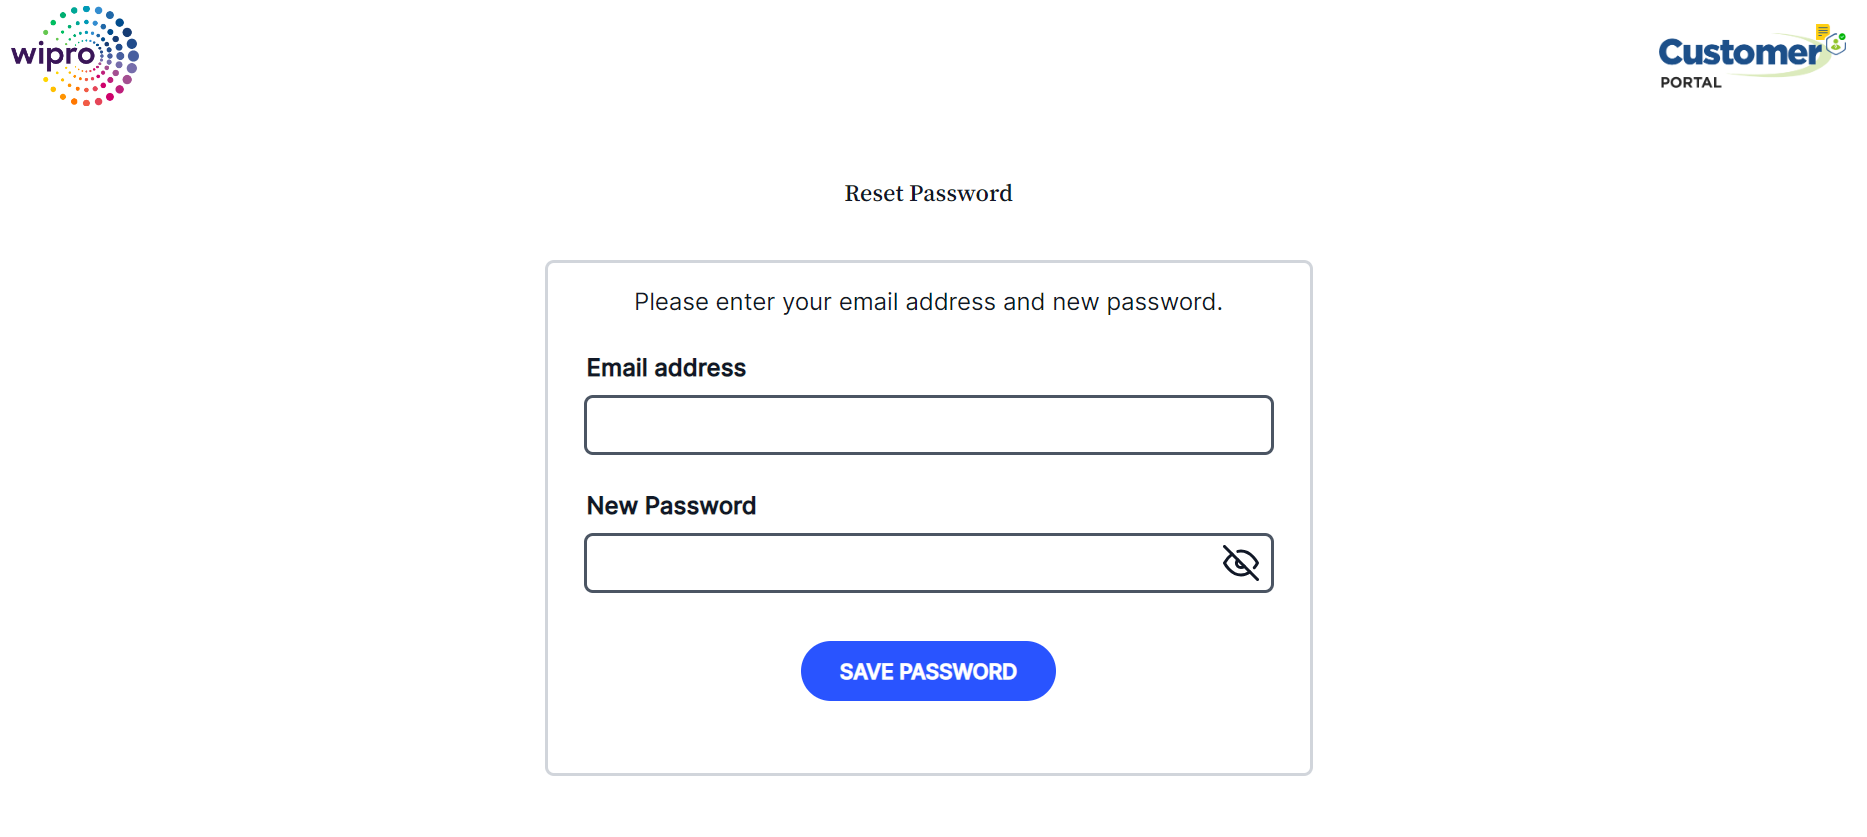 wipro
Customer
PORTAL
Reset Password
Please enter your email address and new password.
Email address
New Password
SAVE PASSWORD